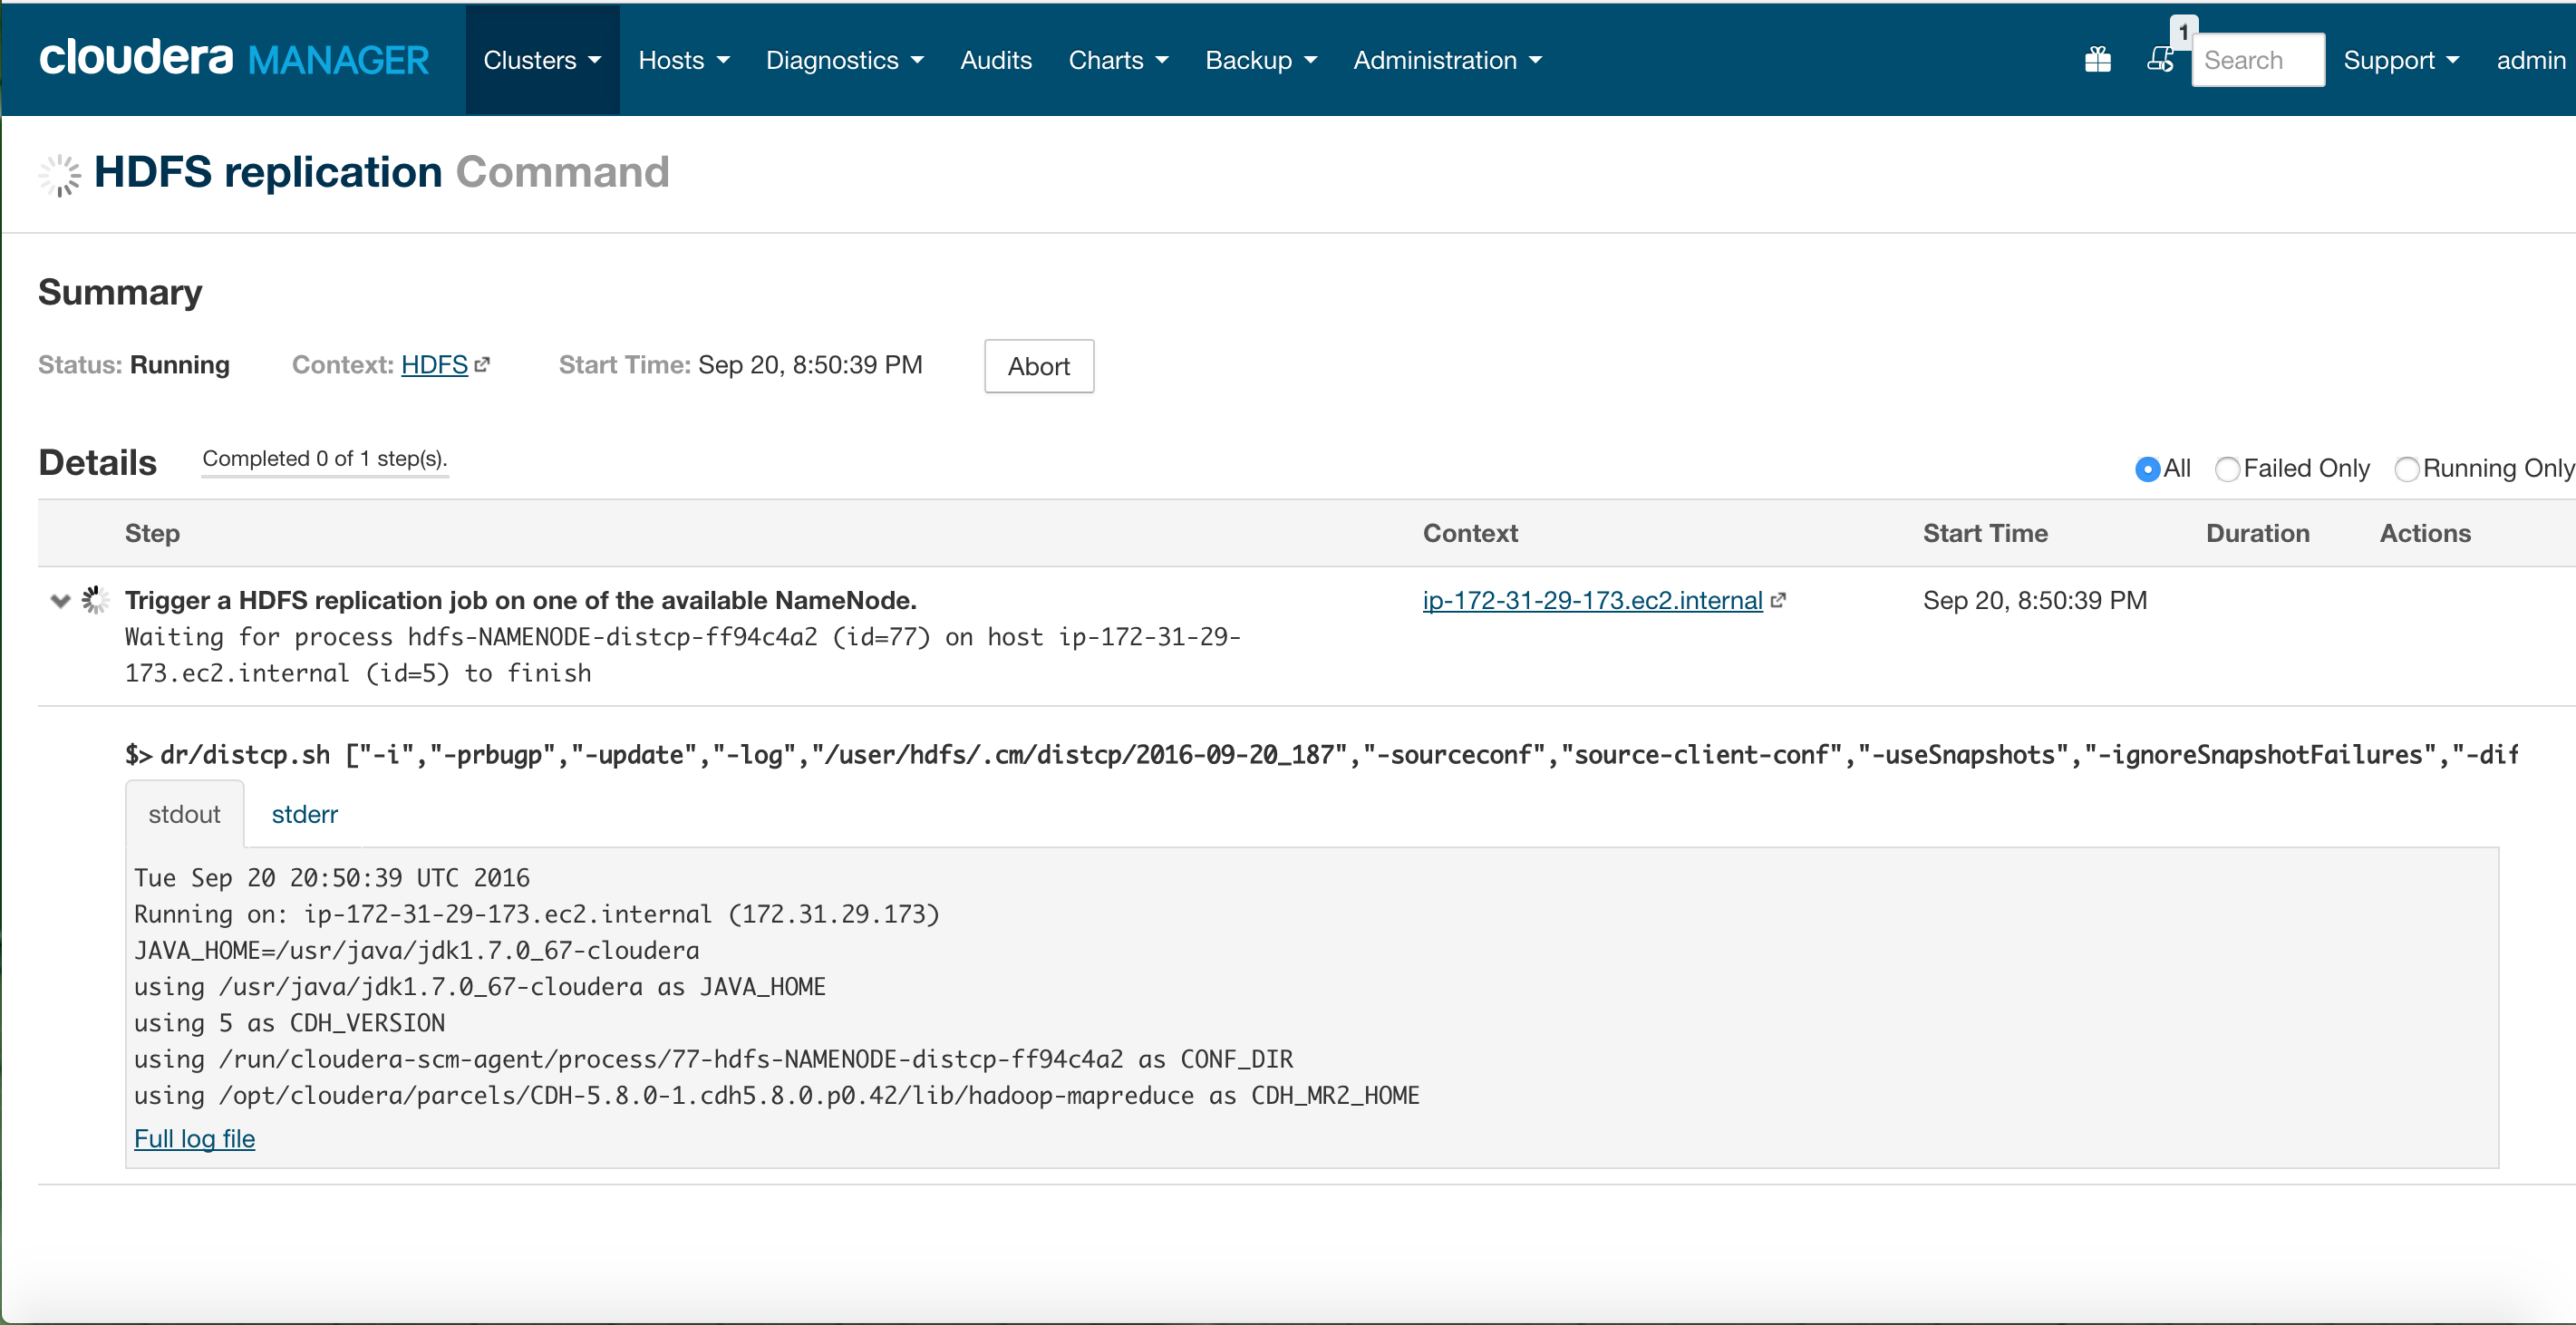 cloudera MANAGER Clusters Hosts Diagnostics Audits Charts Backup Administration 1 Search Support admin
HDFS replication Command
Summary
Status: Running Context: HDFS Start Time: Sep 20, 8:50:39 PM Abort
Details Completed 0 of 1 step(s). All Failed Only Running Only
Step Context Start Time Duration Actions
Trigger a HDFS replication job on one of the available NameNode. ip-172-31-29-173.ec2.internal Sep 20, 8:50:39 PM
Waiting for process hdfs-NAMENODE-distcp-ff94c4a2 (id=77) on host ip-172-31-29-
173.ec2.internal (id=5) to finish
$> dr/distcp.sh ["-i","-prbugp","-update","-log","/user/hdfs/.cm/distcp/2016-09-20_187","-sourceconf","source-client-conf","-useSnapshots","-ignoreSnapshotFailures","-dif
stdout stderr
Tue Sep 20 20:50:39 UTC 2016
Running on: ip-172-31-29-173.ec2.internal (172.31.29.173)
JAVA_HOME=/usr/java/jdk1.7.0_67-cloudera
using /usr/java/jdk1.7.0_67-cloudera as JAVA_HOME
using 5 as CDH_VERSION
using /run/cloudera-scm-agent/process/77-hdfs-NAMENODE-distcp-ff94c4a2 as CONF_DIR
using /opt/cloudera/parcels/CDH-5.8.0-1.cdh5.8.0.p0.42/lib/hadoop-mapreduce as CDH_MR2_HOME
Full log file